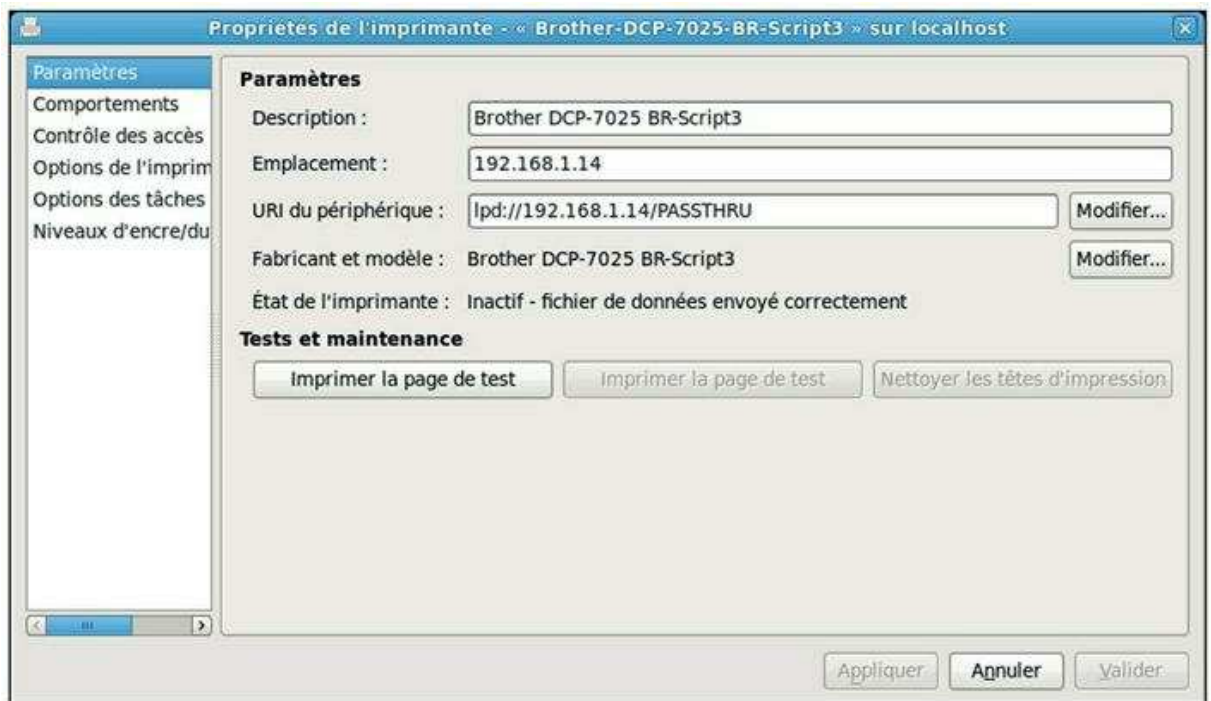 Propriétés de l'imprimante - « Brother-DCP-7025-BR-Script3 » sur localhost
Paramètres
Comportements
Contrôle des accès
Options de l'imprim
Options des tâches
Niveaux d'encre/du
Paramètres
Description : Brother DCP-7025 BR-Script3
Emplacement : 192.168.1.14
URI du périphérique : lpd://192.168.1.14/PASSTHRU Modifier...
Fabricant et modèle : Brother DCP-7025 BR-Script3 Modifier...
État de l'imprimante : Inactif - fichier de données envoyé correctement
Tests et maintenance
Imprimer la page de test Imprimer la page de test Nettoyer les têtes d'impression
Appliquer Annuler Valider